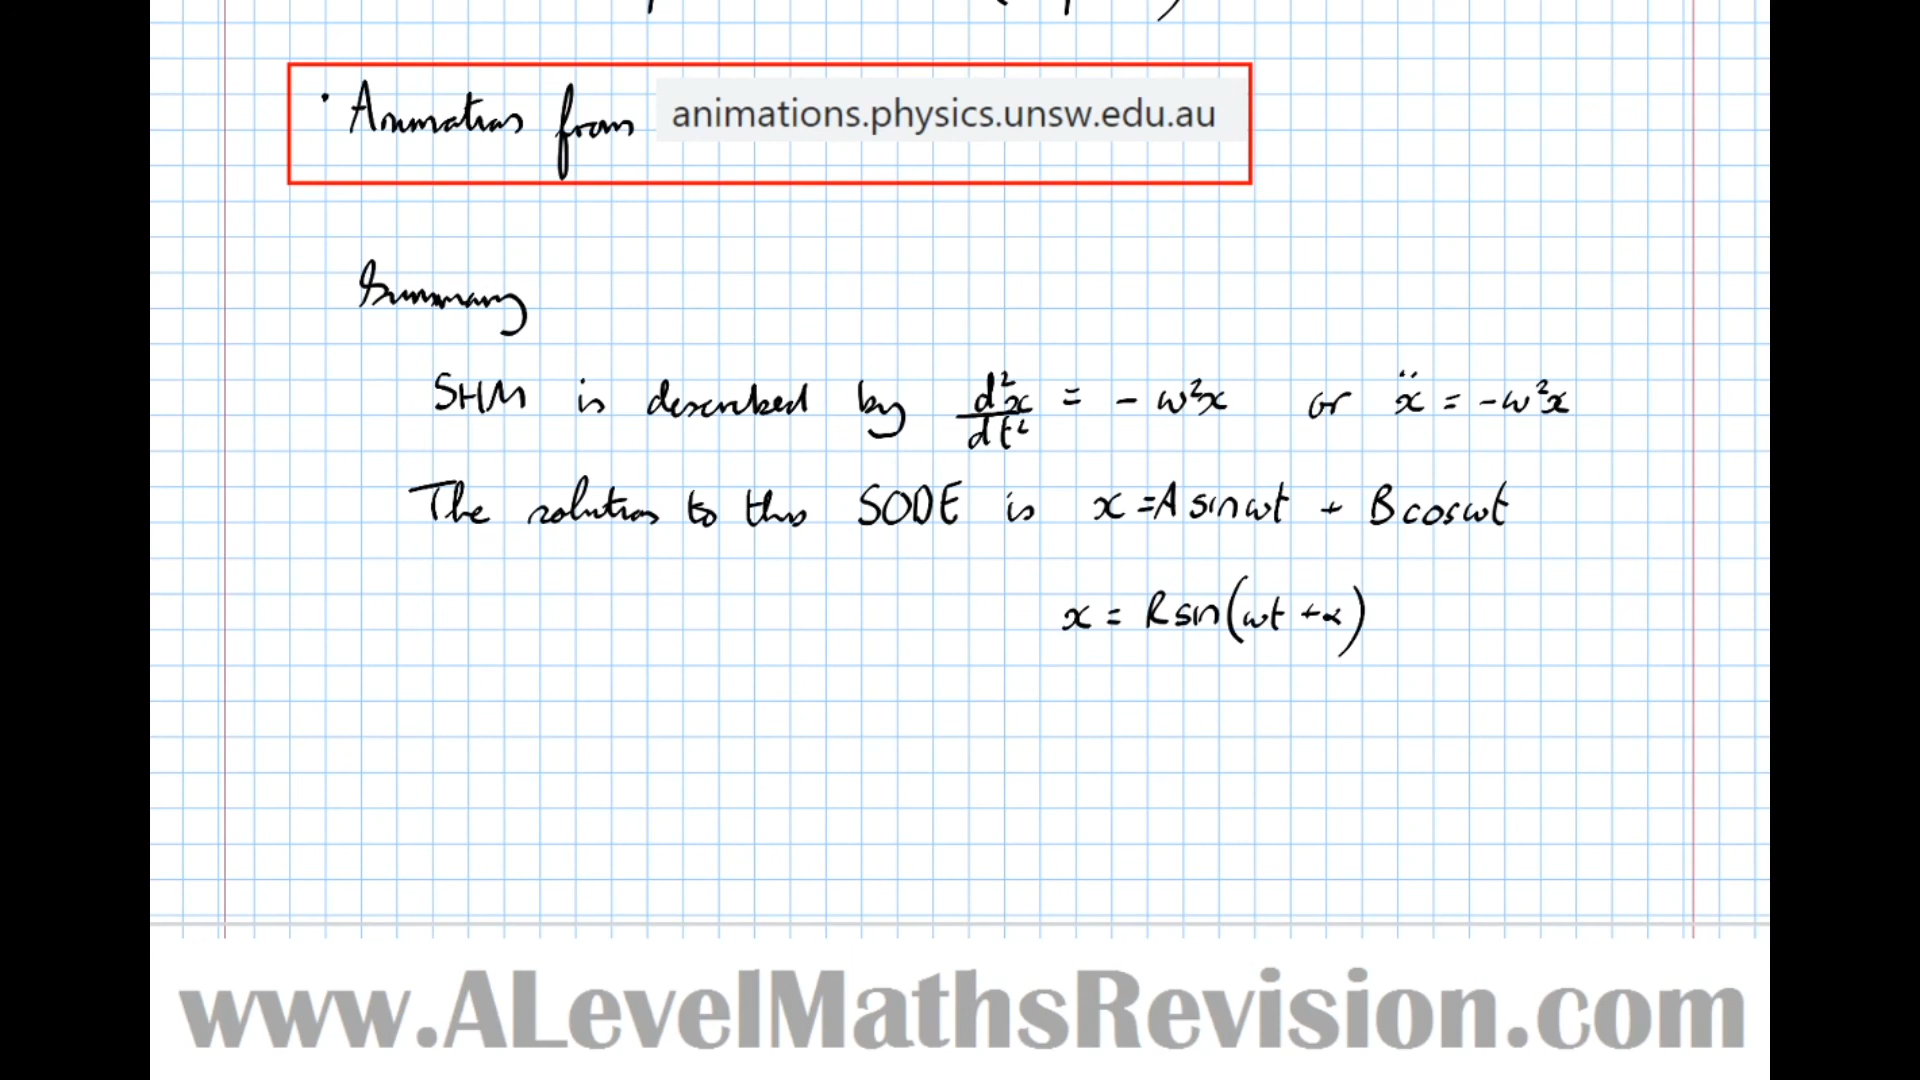 · Animations from animations.physics.unsw.edu.au
Summary
SHM is described by d²x/dt² = - ω²x or ẍ = -ω²x
The solution to this SODE is x = A sin ωt + B cos ωt
x = R sin(ωt + α)
www.ALevelMathsRevision.com